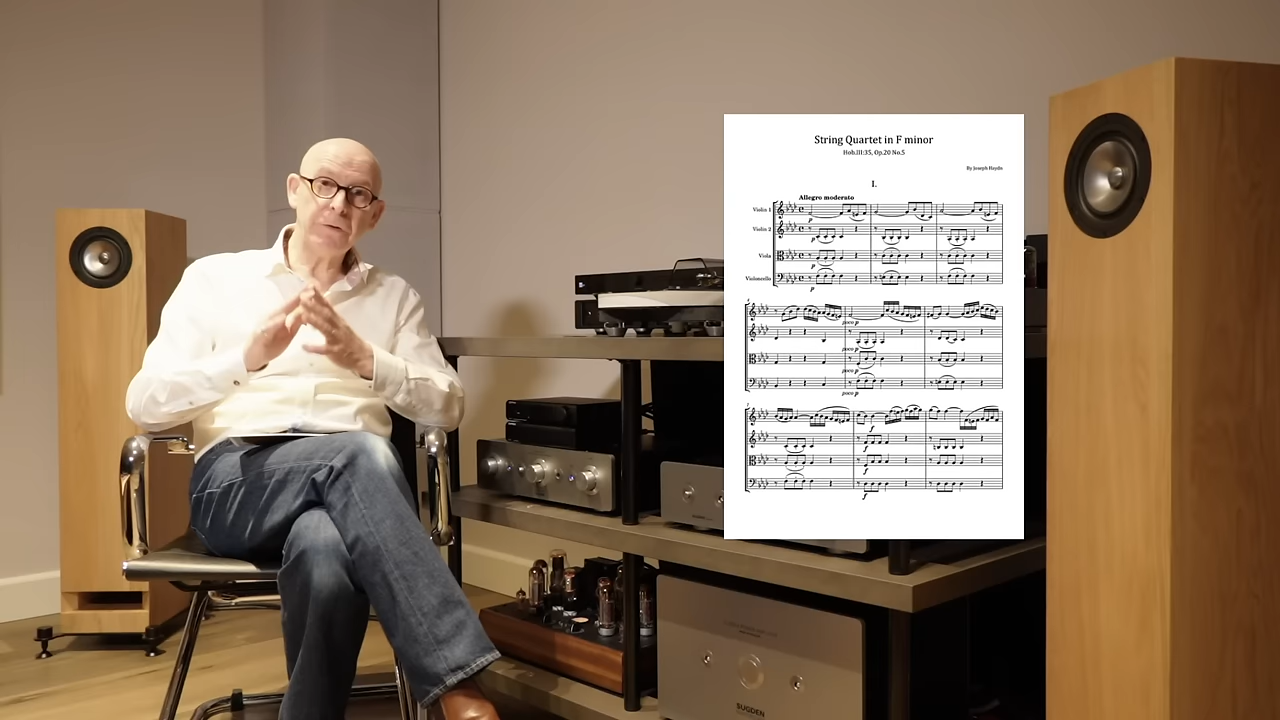 String Quartet in F minor
Hob.III:35, Op.20 No.5
By Joseph Haydn
I.
Allegro moderato
Violin 1
p
Violin 2
p
Viola
p
Violoncello
p
poco p
poco p
poco p
poco p
f
f
f
f
SUGDEN